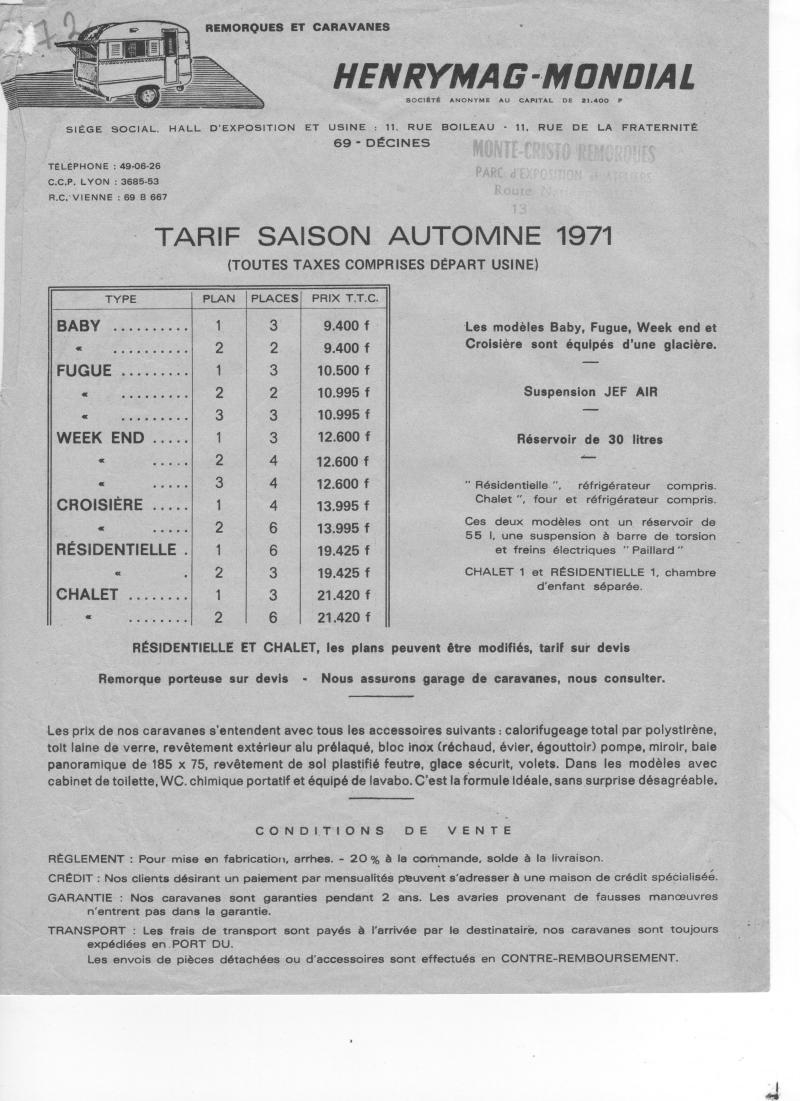 72
REMORQUES ET CARAVANES
HENRYMAG-MONDIAL
SOCIÉTÉ ANONYME AU CAPITAL DE 21.400 F
SIÉGE SOCIAL. HALL D'EXPOSITION ET USINE : 11, RUE BOILEAU - 11, RUE DE LA FRATERNITÉ
69 - DÉCINES
MONTE-CRISTO REMORQUES
TÉLÉPHONE : 49-06-26
PARC d'EXPOSITION et ATELIERS
C.C.P. LYON : 3685-53
Route
R.C. VIENNE : 69 B 667
13
TARIF SAISON AUTOMNE 1971
(TOUTES TAXES COMPRISES DÉPART USINE)
TYPE PLAN PLACES PRIX T.T.C.
BABY .......... 1 3 9.400 f
« .......... 2 2 9.400 f
FUGUE ......... 1 3 10.500 f
« ......... 2 2 10.995 f
« ......... 3 3 10.995 f
WEEK END ..... 1 3 12.600 f
« ..... 2 4 12.600 f
« ..... 3 4 12.600 f
CROISIÈRE ..... 1 4 13.995 f
« ..... 2 6 13.995 f
RÉSIDENTIELLE . 1 6 19.425 f
« . 2 3 19.425 f
CHALET ........ 1 3 21.420 f
« ........ 2 6 21.420 f
Les modèles Baby, Fugue, Week end et
Croisière sont équipés d'une glacière.
Suspension JEF AIR
Réservoir de 30 litres
" Résidentielle ", réfrigérateur compris.
Chalet ", four et réfrigérateur compris.
Ces deux modèles ont un réservoir de
55 l, une suspension à barre de torsion
et freins électriques " Paillard "
CHALET 1 et RÉSIDENTIELLE 1, chambre
d'enfant séparée.
RÉSIDENTIELLE ET CHALET, les plans peuvent être modifiés, tarif sur devis
Remorque porteuse sur devis - Nous assurons garage de caravanes, nous consulter.
Les prix de nos caravanes s'entendent avec tous les accessoires suivants : calorifugeage total par polystirène,
toit laine de verre, revêtement extérieur alu prélaqué, bloc inox (réchaud, évier, égouttoir) pompe, miroir, baie
panoramique de 185 x 75, revêtement de sol plastifié feutre, glace sécurit, volets. Dans les modèles avec
cabinet de toilette, WC. chimique portatif et équipé de lavabo. C'est la formule idéale, sans surprise désagréable.
CONDITIONS DE VENTE
RÈGLEMENT : Pour mise en fabrication, arrhes. - 20 % à la commande, solde à la livraison.
CRÉDIT : Nos clients désirant un paiement par mensualités peuvent s'adresser à une maison de crédit spécialisée.
GARANTIE : Nos caravanes sont garanties pendant 2 ans. Les avaries provenant de fausses manœuvres
n'entrent pas dans la garantie.
TRANSPORT : Les frais de transport sont payés à l'arrivée par le destinataire, nos caravanes sont toujours
expédiées en PORT DU.
Les envois de pièces détachées ou d'accessoires sont effectués en CONTRE-REMBOURSEMENT.